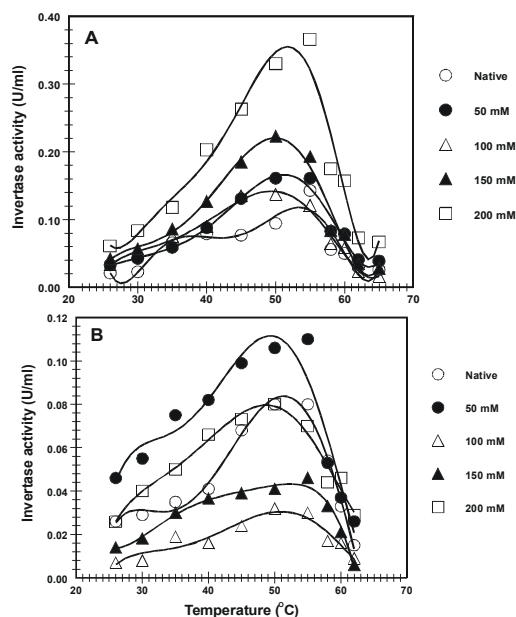 A
Invertase activity (U/ml)
0.40
0.30
0.20
0.10
0.00
20 30 40 50 60 70
Native
50 mM
100 mM
150 mM
200 mM
B
Invertase activity (U/ml)
0.12
0.10
0.08
0.06
0.04
0.02
0.00
20 30 40 50 60 70
Temperature (°C)
Native
50 mM
100 mM
150 mM
200 mM